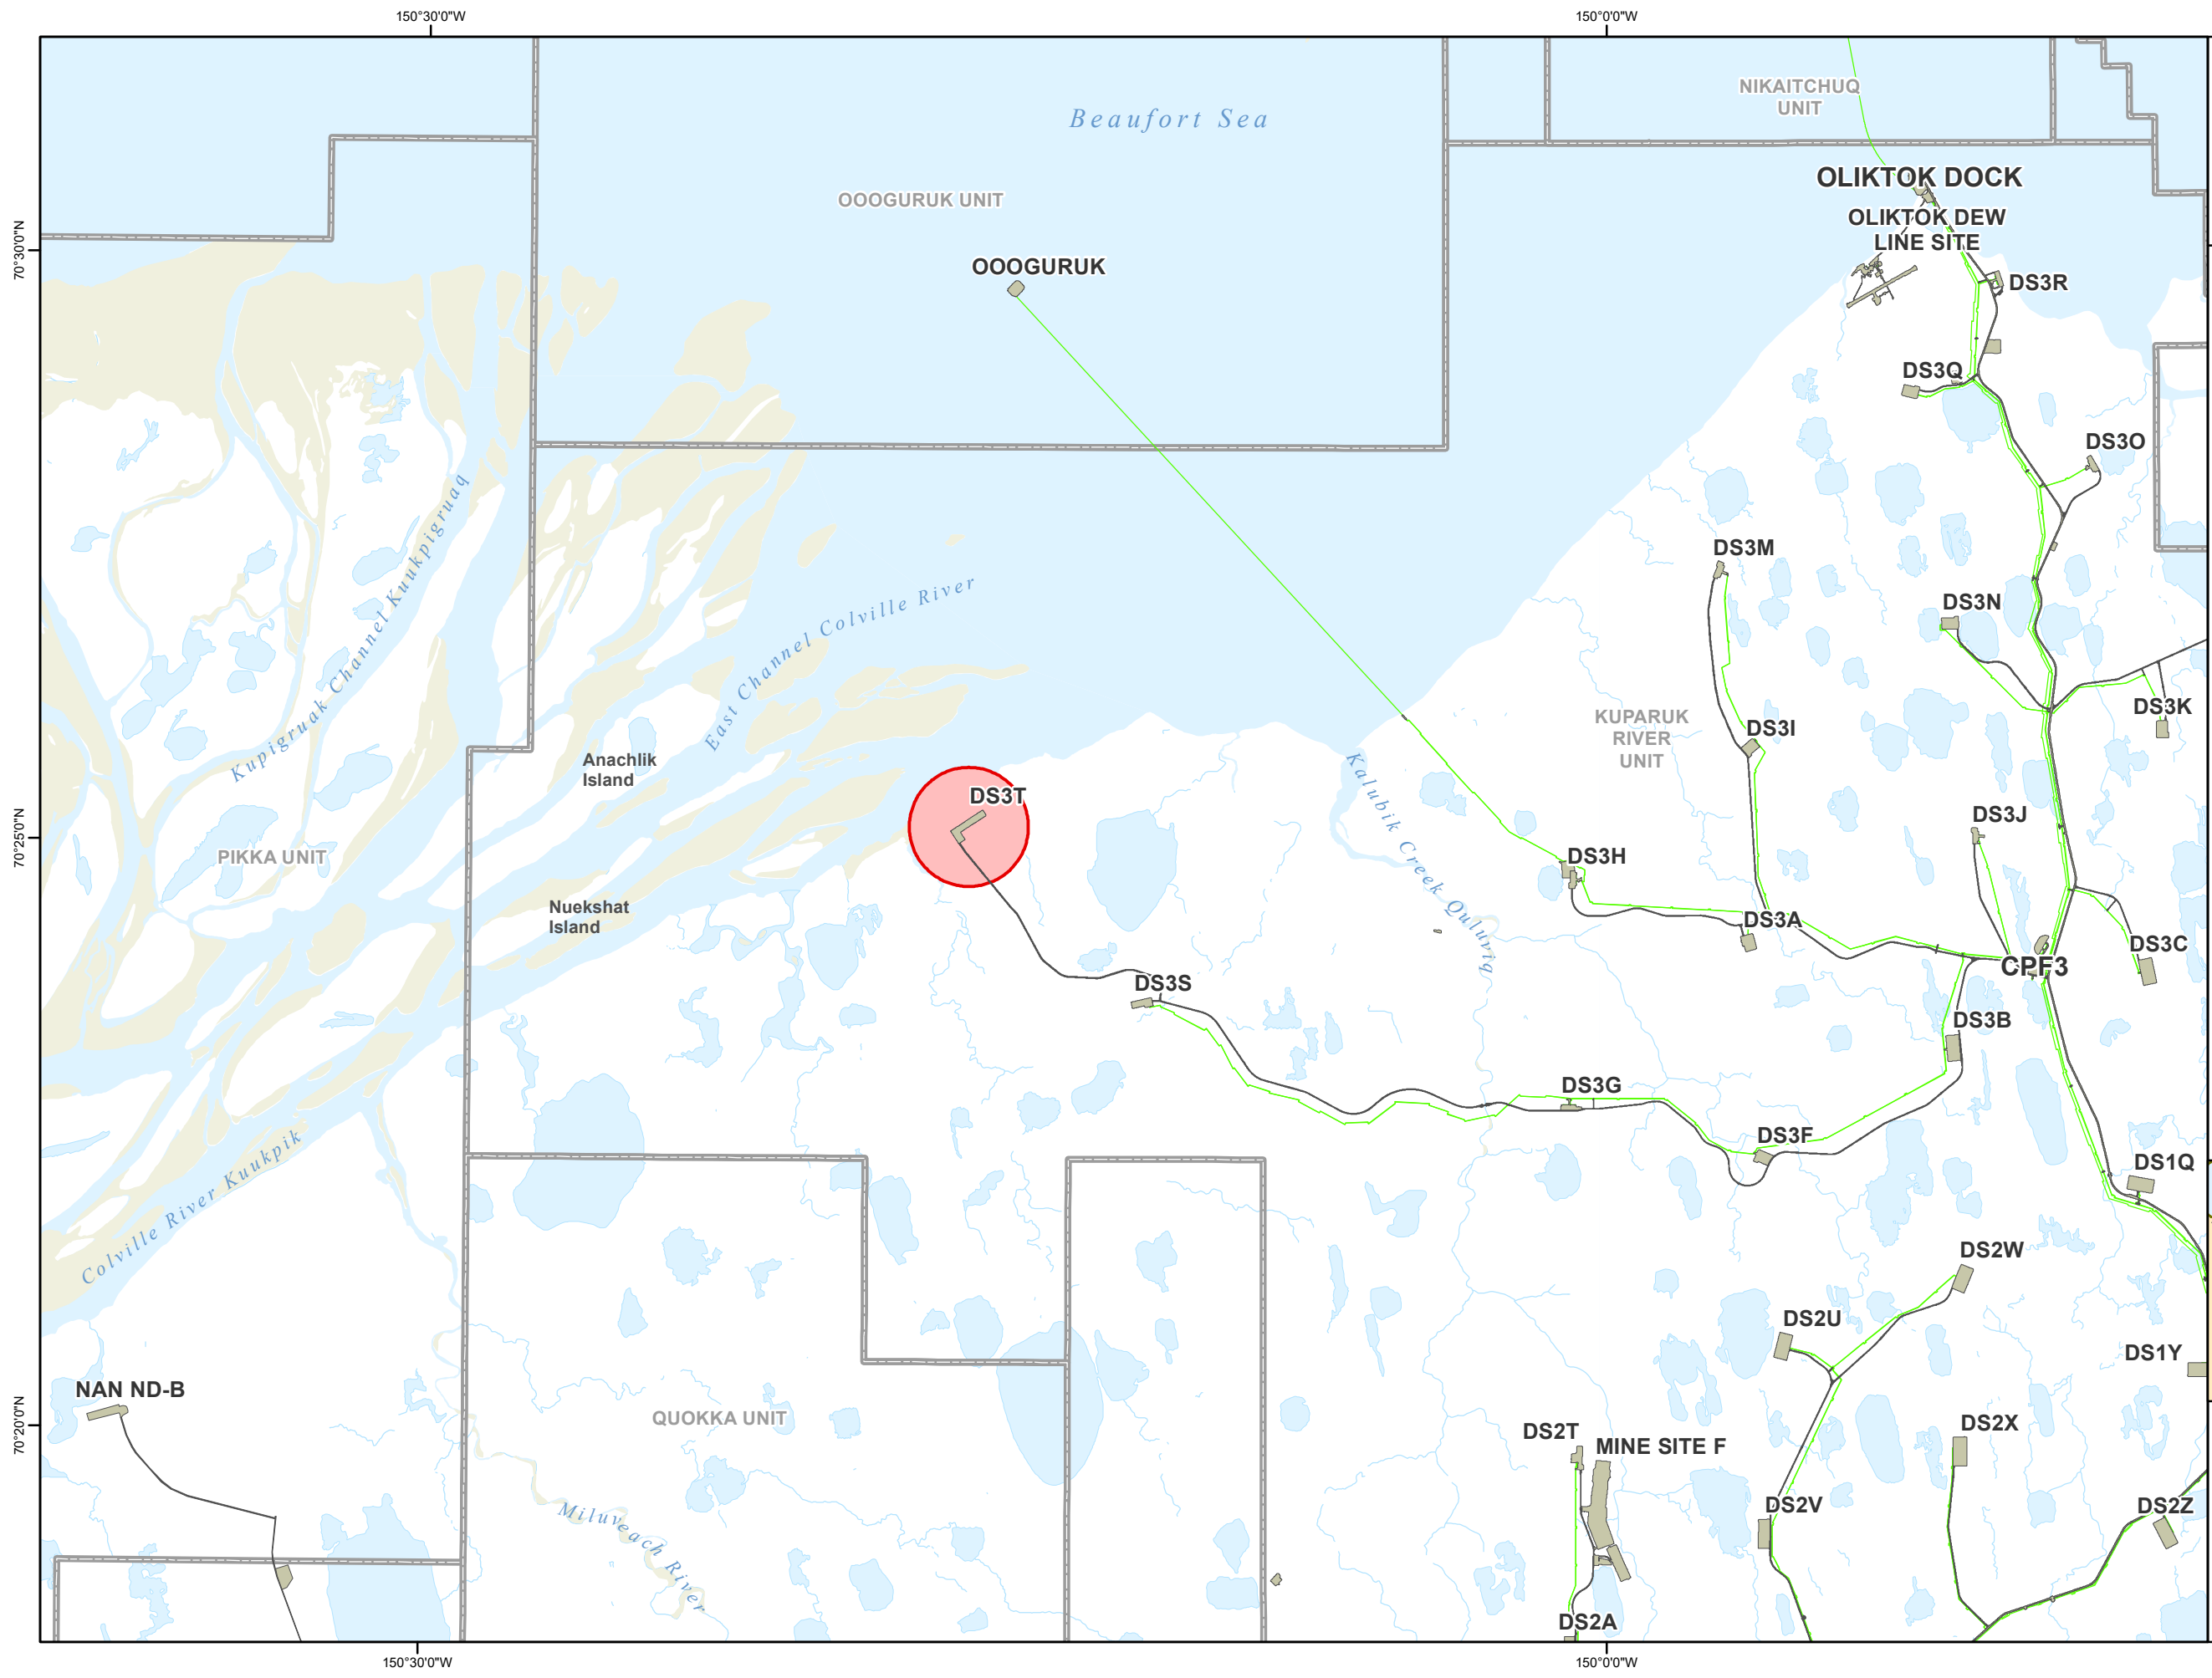 150°30'0"W
150°0'0"W
NIKAITCHUQ
UNIT
Beaufort Sea
OLIKTOK DOCK
OOOGURUK UNIT
OLIKTOK DEW
LINE SITE
70°30'0"N
OOOGURUK
DS3R
DS3Q
DS3O
Kupigruak Channel Kuukpigruaq
DS3M
East Channel Colville River
DS3N
DS3K
KUPARUK
RIVER
UNIT
DS3I
Anachlik
Island
DS3T
Kalubik Creek Quluviq
DS3J
70°25'0"N
PIKKA UNIT
DS3H
Nuekshat
Island
DS3A
DS3C
CPF3
DS3S
DS3B
DS3G
DS3F
Colville River Kuukpik
DS1Q
DS2W
DS2U
DS1Y
NAN ND-B
QUOKKA UNIT
70°20'0"N
DS2X
DS2T
MINE SITE F
DS2V
DS2Z
Miluveach River
DS2A
150°30'0"W
150°0'0"W